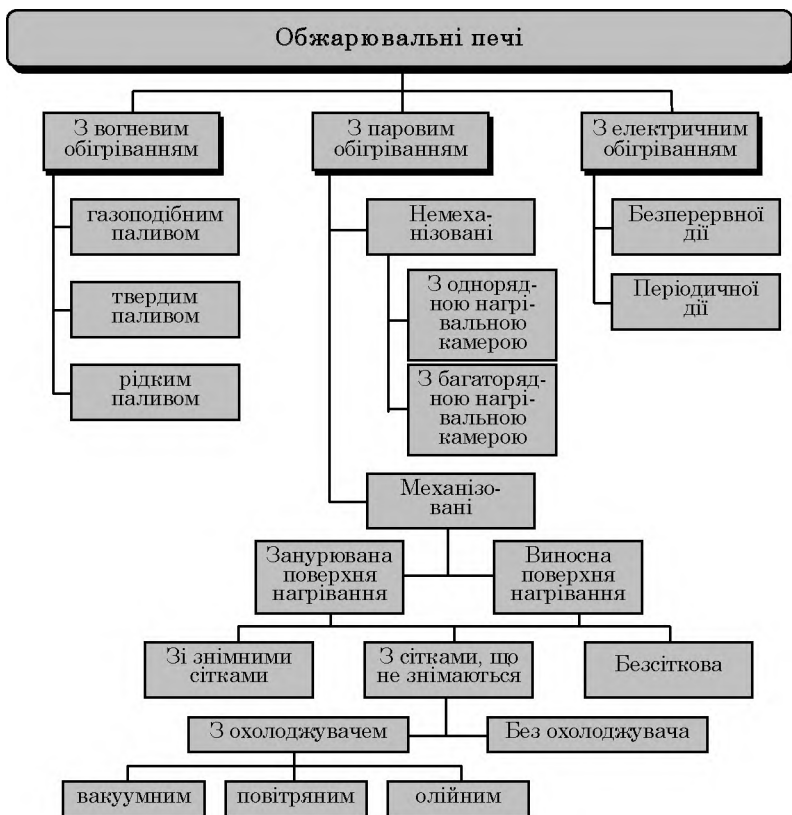 Обжарювальні печі
З вогневим
обігріванням
З паровим
обігріванням
З електричним
обігріванням
газоподібним
паливом
твердим
паливом
рідким
паливом
Немеха-
нізовані
З одноряд-
ною нагрі-
вальною
камерою
З багаторяд-
ною нагрі-
вальною
камерою
Безперервної
дії
Періодичної
дії
Механізо-
вані
Занурювана
поверхня
нагрівання
Виносна
поверхня
нагрівання
Зі знімними
сітками
З сітками, що
не знімаються
Безсіткова
З охолоджувачем
Без охолоджувача
вакуумним
повітряним
олійним